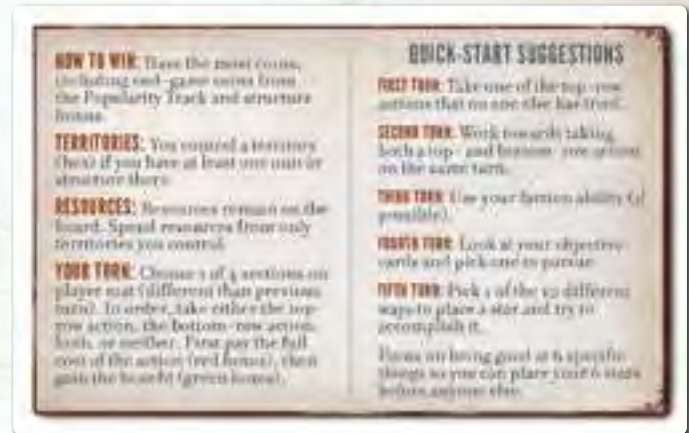 HOW TO WIN: Have the most coins,
including end-game coins from
the Popularity Track and structure
bonus.
TERRITORIES: You control a territory
(hex) if you have at least one unit or
structure there.
RESOURCES: Resources remain on the
board. Spend resources from only
territories you control.
YOUR TURN: Choose 1 of 4 sections on
player mat (different than previous
turn). In order, take either the top-
row action, the bottom-row action,
both, or neither. First pay the full
cost of the action (red boxes), then
gain the benefit (green boxes).
QUICK-START SUGGESTIONS
FIRST TURN: Take one of the top-row
actions that no one else has tried.
SECOND TURN: Work towards taking
both a top- and bottom-row action
on the same turn.
THIRD TURN: Use your faction ability (if
possible).
FOURTH TURN: Look at your objective
cards and pick one to pursue.
FIFTH TURN: Pick 1 of the 10 different
ways to place a star and try to
accomplish it.
Focus on being good at 6 specific
things so you can place your 6 stars
before anyone else.